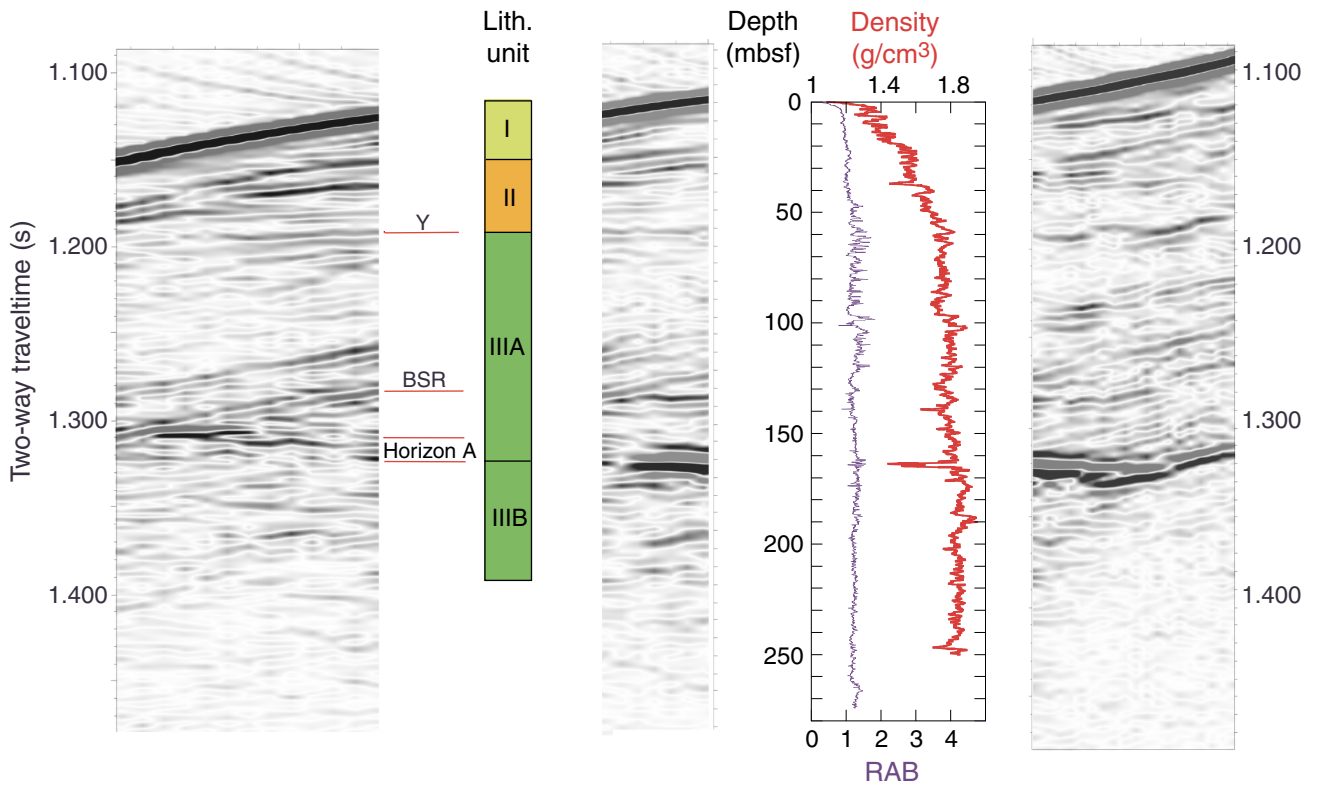 Lith.
unit
Depth
(mbsf)
Density
(g/cm³)
1 1.4 1.8
Two-way traveltime (s)
1.100
1.200
1.300
1.400
Y
BSR
Horizon A
I
II
IIIA
IIIB
0
50
100
150
200
250
0 1 2 3 4
RAB
1.100
1.200
1.300
1.400